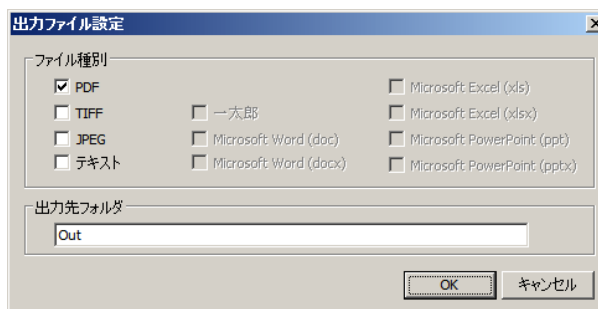 出力ファイル設定
ファイル種別
PDF
Microsoft Excel (xls)
TIFF
一太郎
Microsoft Excel (xlsx)
JPEG
Microsoft Word (doc)
Microsoft PowerPoint (ppt)
テキスト
Microsoft Word (docx)
Microsoft PowerPoint (pptx)
出力先フォルダ
Out
OK
キャンセル